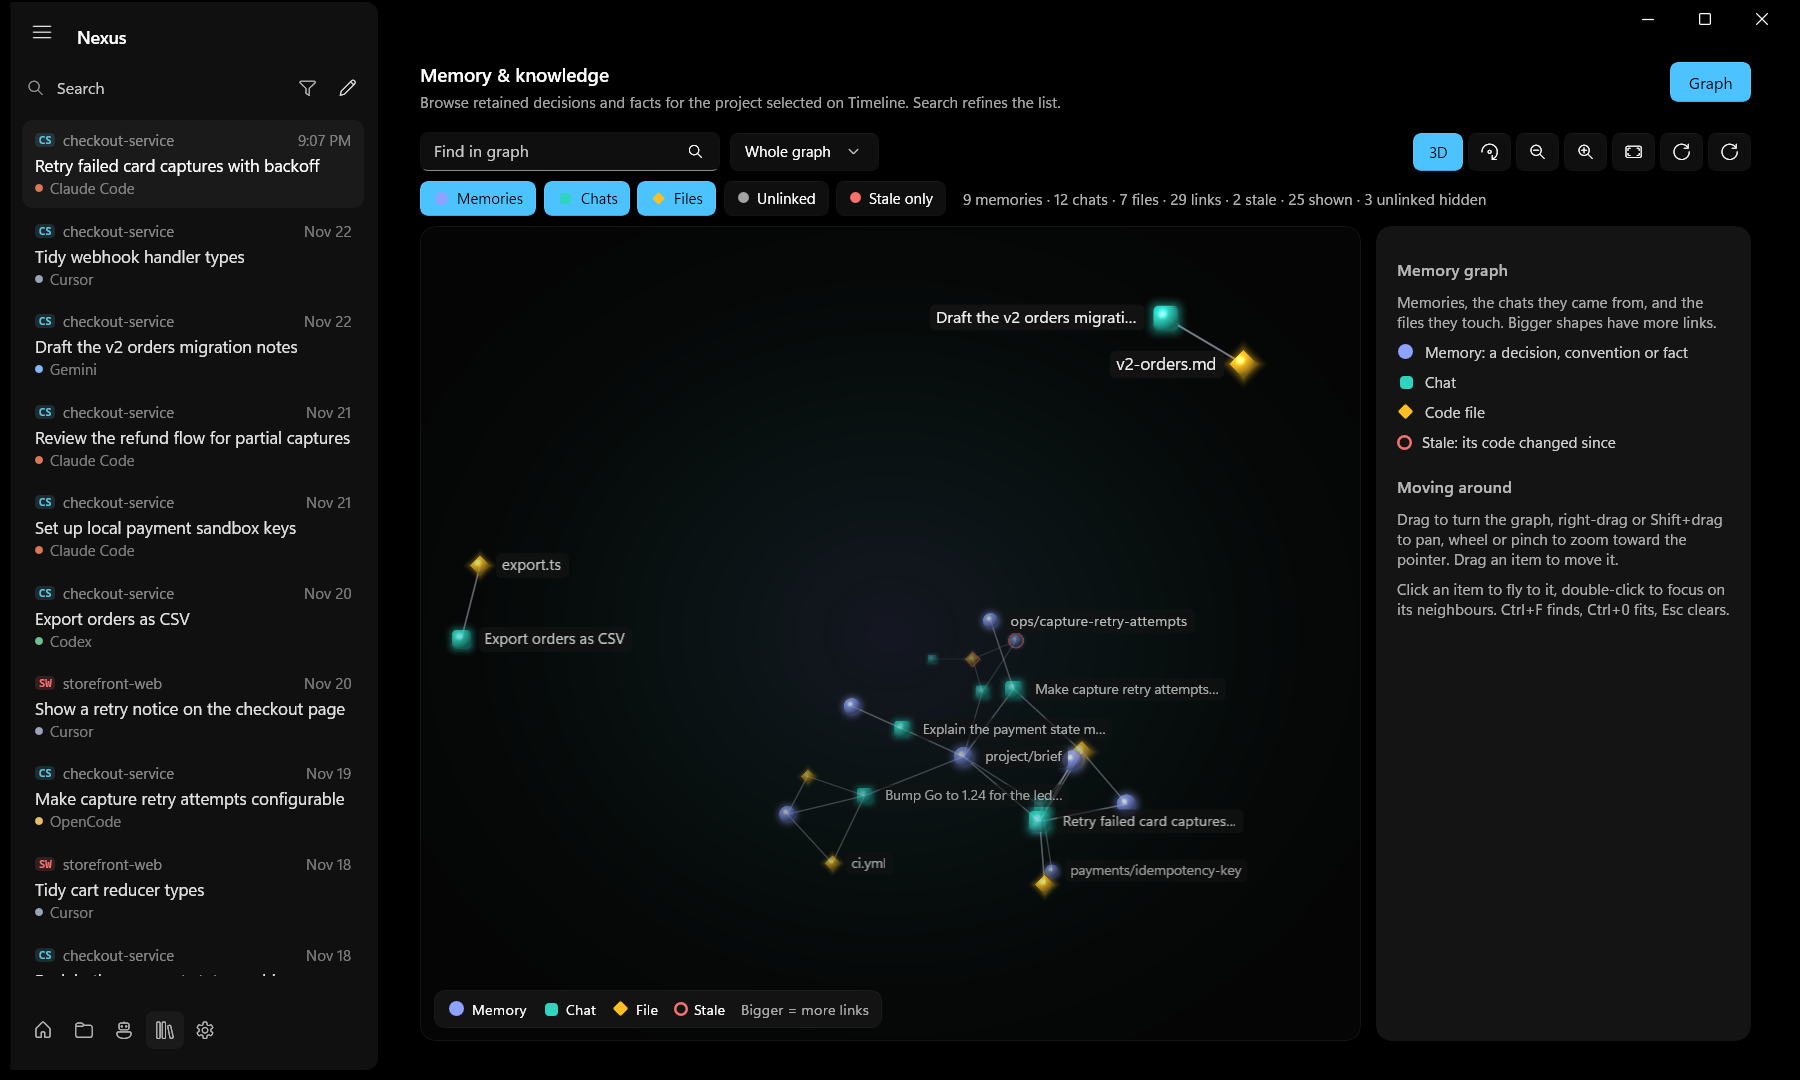 Nexus
Search
CS checkout-service 9:07 PM
Retry failed card captures with backoff
Claude Code
CS checkout-service Nov 22
Tidy webhook handler types
Cursor
CS checkout-service Nov 22
Draft the v2 orders migration notes
Gemini
CS checkout-service Nov 21
Review the refund flow for partial captures
Claude Code
CS checkout-service Nov 21
Set up local payment sandbox keys
Claude Code
CS checkout-service Nov 20
Export orders as CSV
Codex
SW storefront-web Nov 20
Show a retry notice on the checkout page
Cursor
CS checkout-service Nov 19
Make capture retry attempts configurable
OpenCode
SW storefront-web Nov 18
Tidy cart reducer types
Cursor
CS checkout-service Nov 18
Memory & knowledge
Browse retained decisions and facts for the project selected on Timeline. Search refines the list.
Graph
Find in graph
Whole graph
3D
Memories
Chats
Files
Unlinked
Stale only
9 memories · 12 chats · 7 files · 29 links · 2 stale · 25 shown · 3 unlinked hidden
Draft the v2 orders migrati...
v2-orders.md
export.ts
Export orders as CSV
ops/capture-retry-attempts
Make capture retry attempts...
Explain the payment state m...
project/brief
Bump Go to 1.24 for the led...
Retry failed card captures...
ci.yml
payments/idempotency-key
Memory
Chat
File
Stale
Bigger = more links
Memory graph
Memories, the chats they came from, and the
files they touch. Bigger shapes have more links.
Memory: a decision, convention or fact
Chat
Code file
Stale: its code changed since
Moving around
Drag to turn the graph, right-drag or Shift+drag
to pan, wheel or pinch to zoom toward the
pointer. Drag an item to move it.
Click an item to fly to it, double-click to focus on
its neighbours. Ctrl+F finds, Ctrl+0 fits, Esc clears.